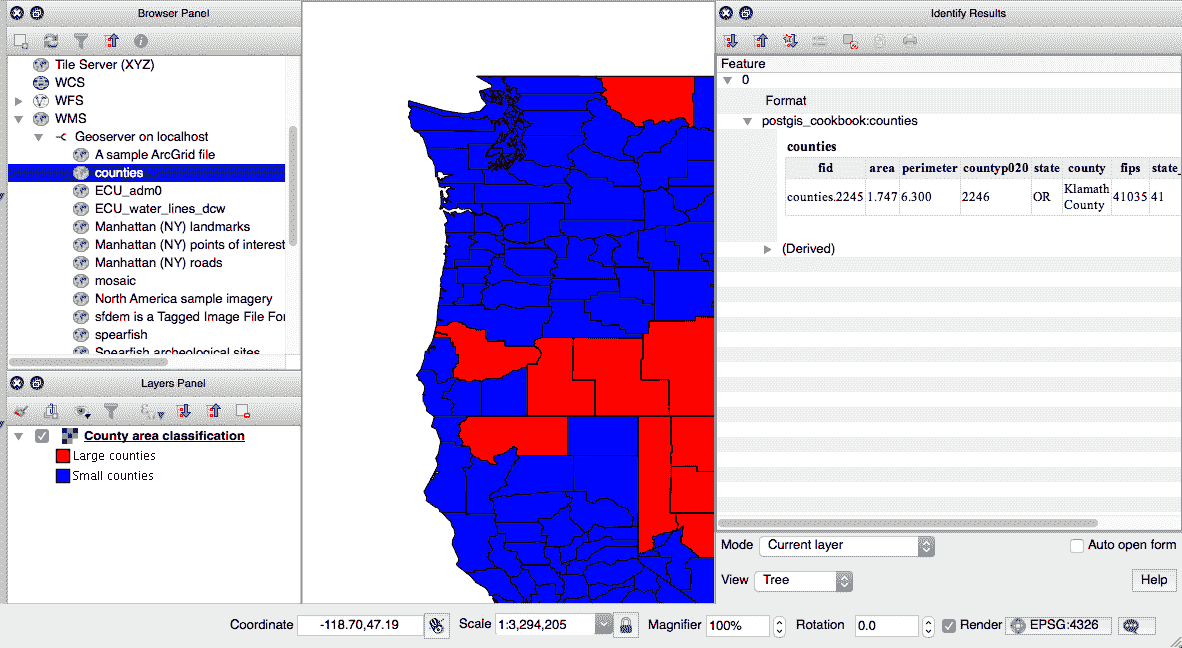 Browser Panel
Tile Server (XYZ)
WCS
WFS
WMS
Geoserver on localhost
A sample ArcGrid file
counties
ECU_adm0
ECU_water_lines_dcw
Manhattan (NY) landmarks
Manhattan (NY) points of interest
Manhattan (NY) roads
mosaic
North America sample imagery
sfdem is a Tagged Image File For
spearfish
Spearfish archeological sites
Layers Panel
County area classification
Large counties
Small counties
Identify Results
Feature
0
Format
postgis_cookbook:counties
counties
fid area perimeter countyp020 state county fips state_
counties.2245 1.747 6.300 2246 OR Klamath County 41035 41
(Derived)
Mode Current layer Auto open form
View Tree Help
Coordinate -118.70,47.19 Scale 1:3,294,205 Magnifier 100% Rotation 0.0 Render EPSG:4326